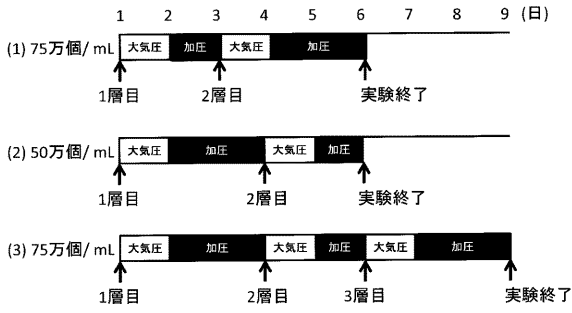 1 2 3 4 5 6 7 8 9 (日)
(1) 75万個/ mL 大気圧 加圧 大気圧 加圧
1層目 2層目 実験終了
(2) 50万個/ mL 大気圧 加圧 大気圧 加圧
1層目 2層目 実験終了
(3) 75万個/ mL 大気圧 加圧 大気圧 加圧 大気圧 加圧
1層目 2層目 3層目 実験終了